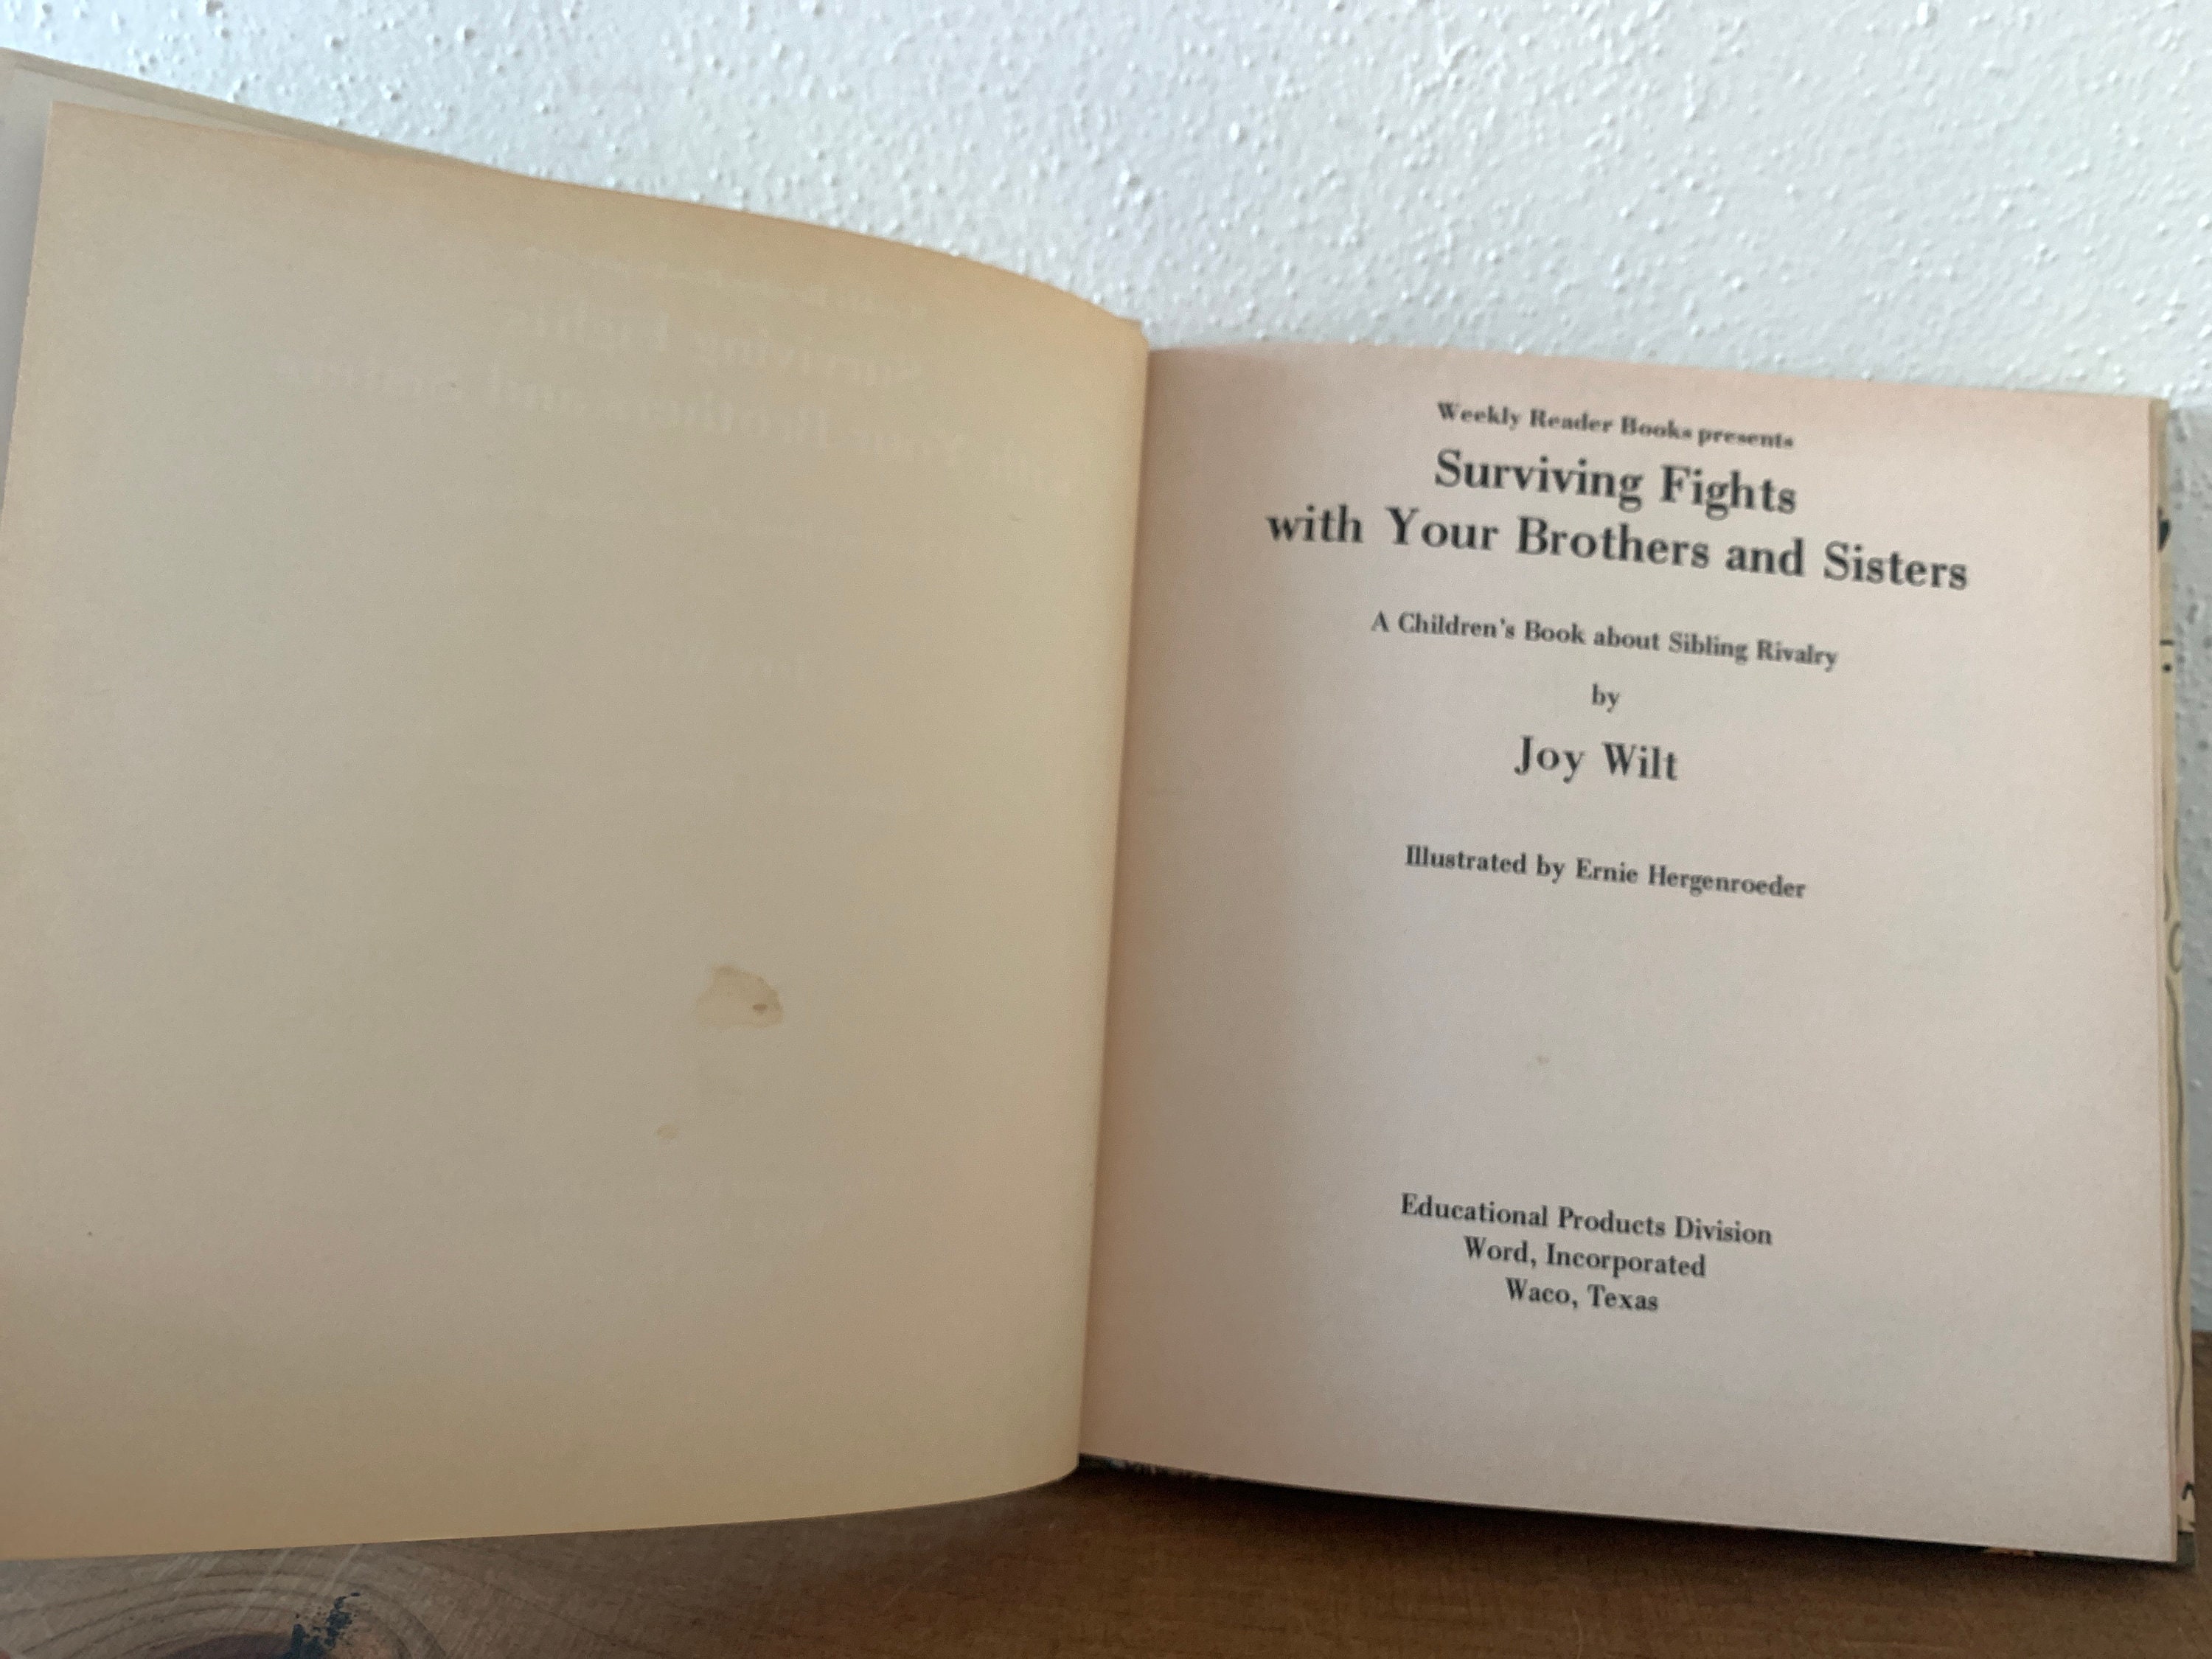 Weekly Reader Books presents
Surviving Fights
with Your Brothers and Sisters
A Children's Book about Sibling Rivalry
by
Joy Wilt
Illustrated by Ernie Hergenroeder
Educational Products Division
Word, Incorporated
Waco, Texas